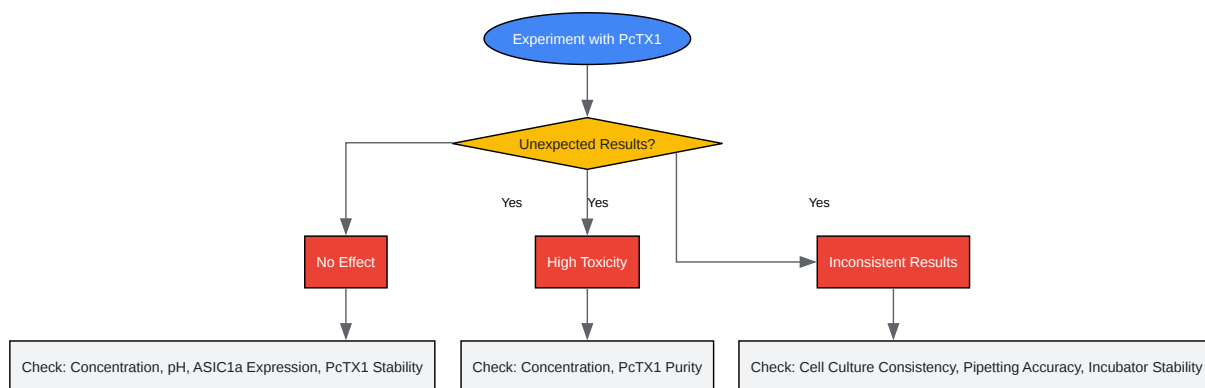 Experiment with PcTX1
Unexpected Results?
Yes
Yes
Yes
No Effect
High Toxicity
Inconsistent Results
Check: Concentration, pH, ASIC1a Expression, PcTX1 Stability
Check: Concentration, PcTX1 Purity
Check: Cell Culture Consistency, Pipetting Accuracy, Incubator Stability